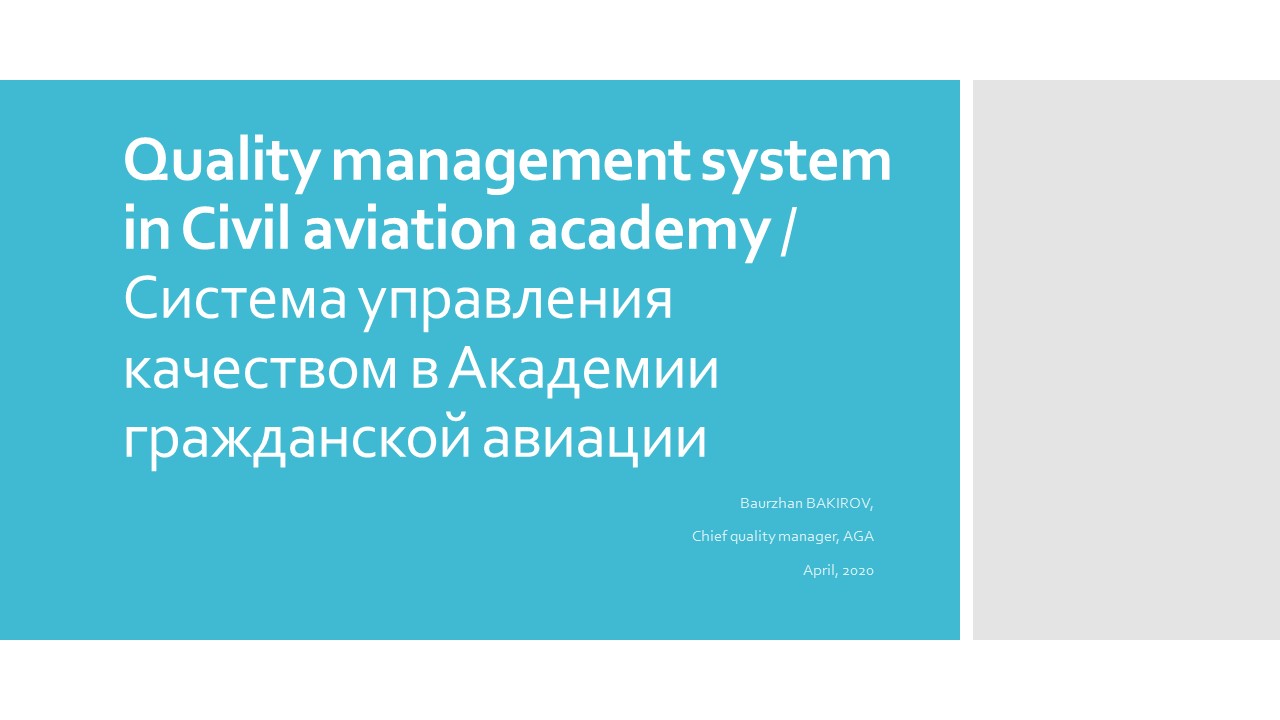 Quality management system
in Civil aviation academy /
Система управления
качеством в Академии
гражданской авиации
Baurzhan BAKIROV,
Chief quality manager, AGA
April, 2020